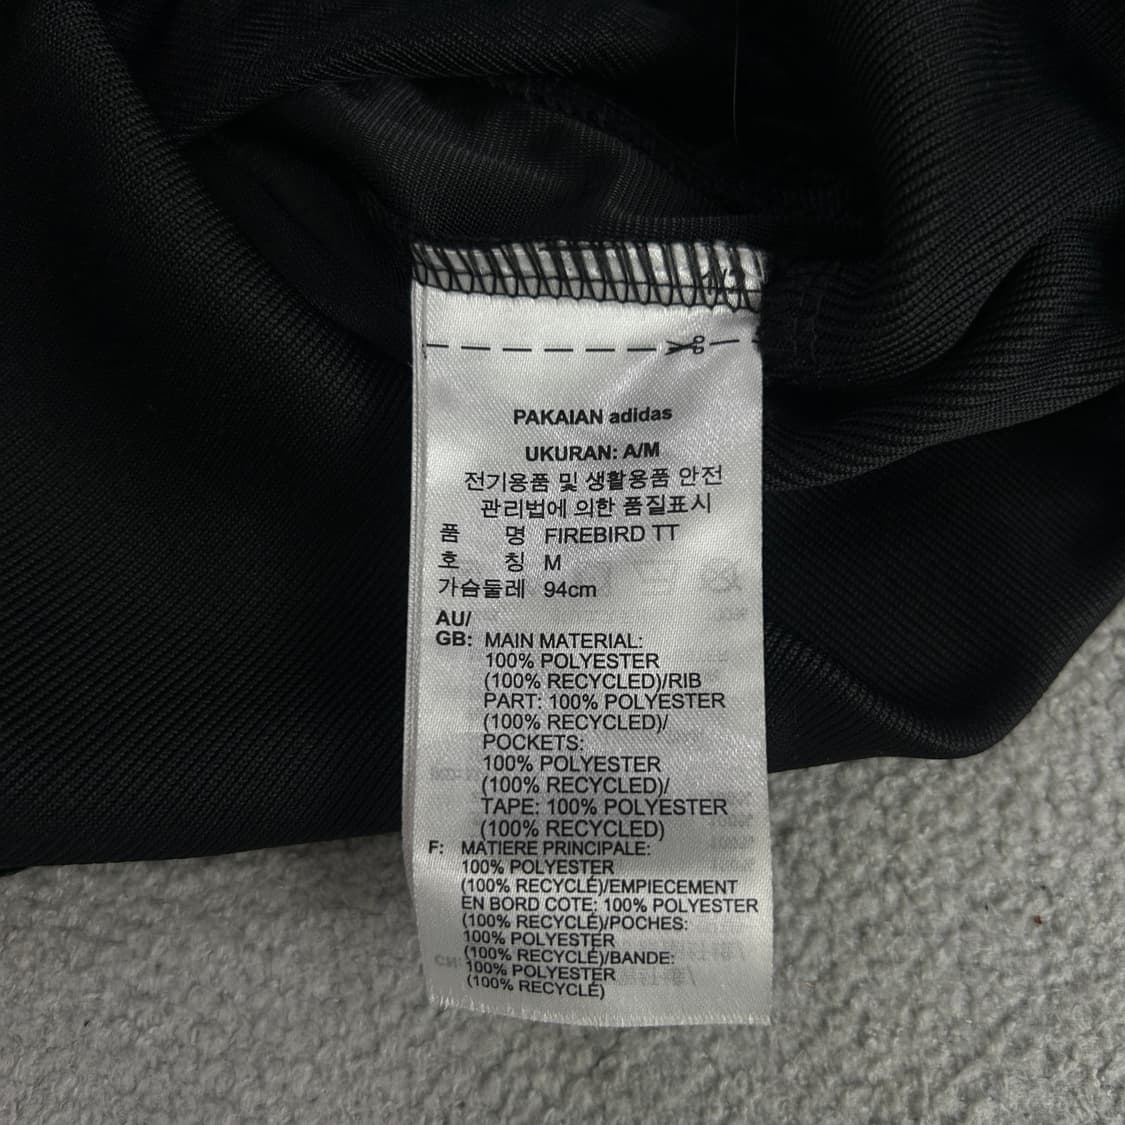 PAKAIAN adidas
UKURAN: A/M
전기용품 및 생활용품 안전
관리법에 의한 품질표시
품 명 FIREBIRD TT
호 칭 M
가슴둘레 94cm
AU/
GB: MAIN MATERIAL:
100% POLYESTER
(100% RECYCLED)/RIB
PART: 100% POLYESTER
(100% RECYCLED)/
POCKETS:
100% POLYESTER
(100% RECYCLED)/
TAPE: 100% POLYESTER
(100% RECYCLED)
F: MATIERE PRINCIPALE:
100% POLYESTER
(100% RECYCLÉ)/EMPIECEMENT
EN BORD COTE: 100% POLYESTER
(100% RECYCLÉ)/POCHES:
100% POLYESTER
(100% RECYCLÉ)/BANDE:
100% POLYESTER
(100% RECYCLÉ)